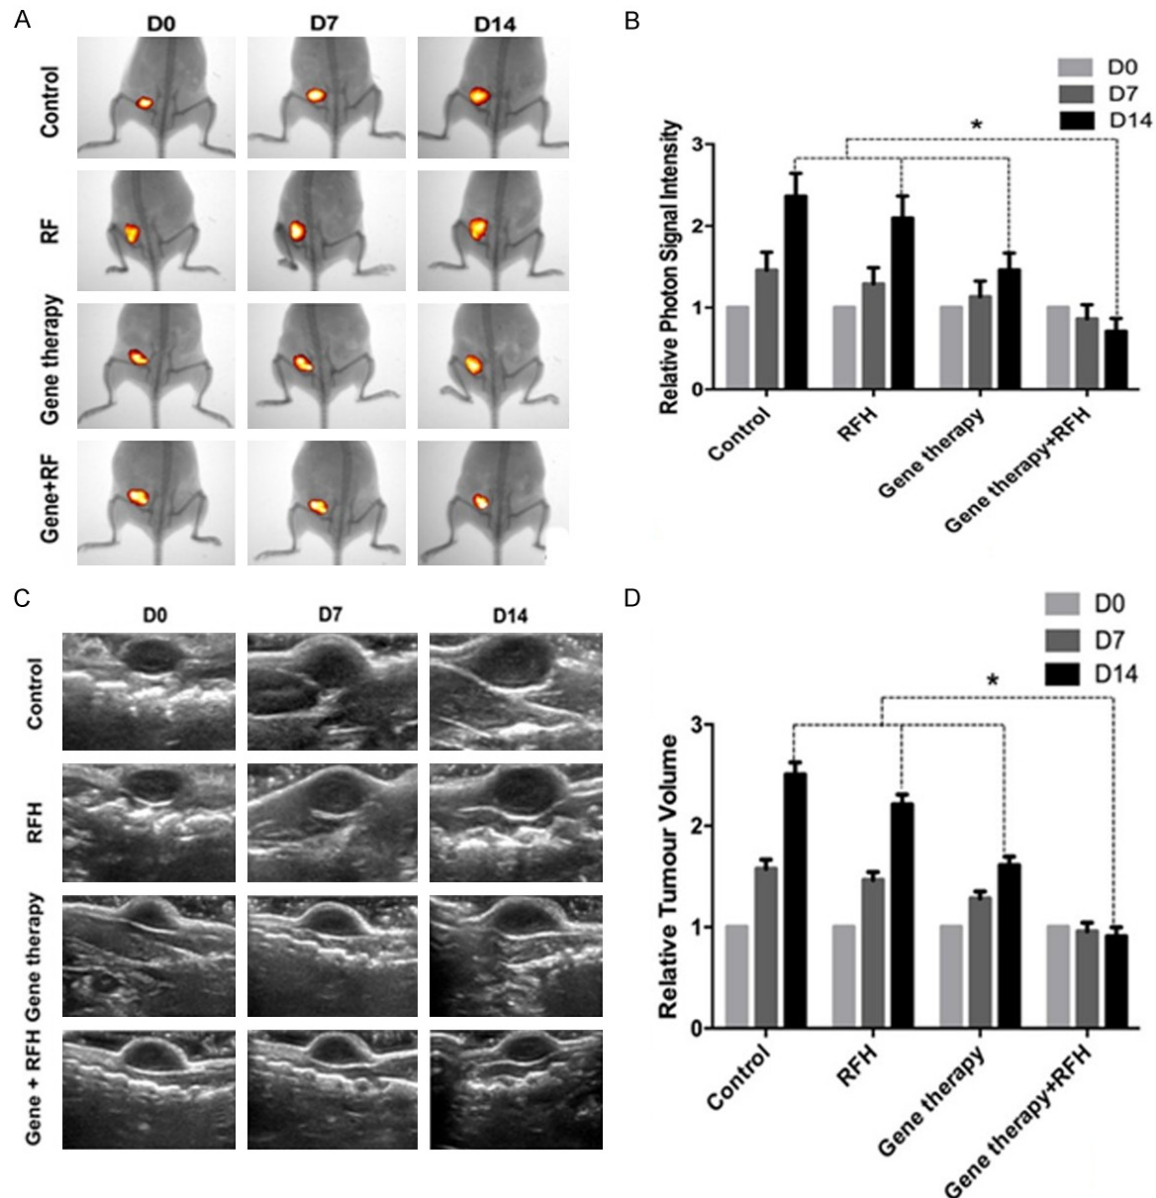 A
D0 D7 D14
Control
RF
Gene therapy
Gene+RF
B
D0
D7
D14
*
Relative Photon Signal Intensity
3
2
1
0
Control
RFH
Gene therapy
Gene therapy+RFH
C
D0 D7 D14
Control
RFH
Gene therapy
Gene + RFH
D
D0
D7
D14
*
Relative Tumour Volume
3
2
1
0
Control
RFH
Gene therapy
Gene therapy+RFH